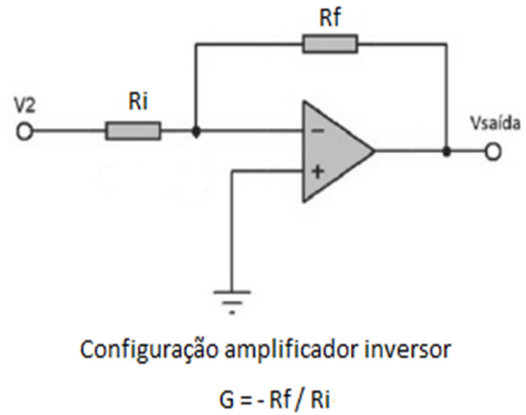 Rf
V2
Ri
Vsaída
−
+
Configuração amplificador inversor
G = - Rf / Ri